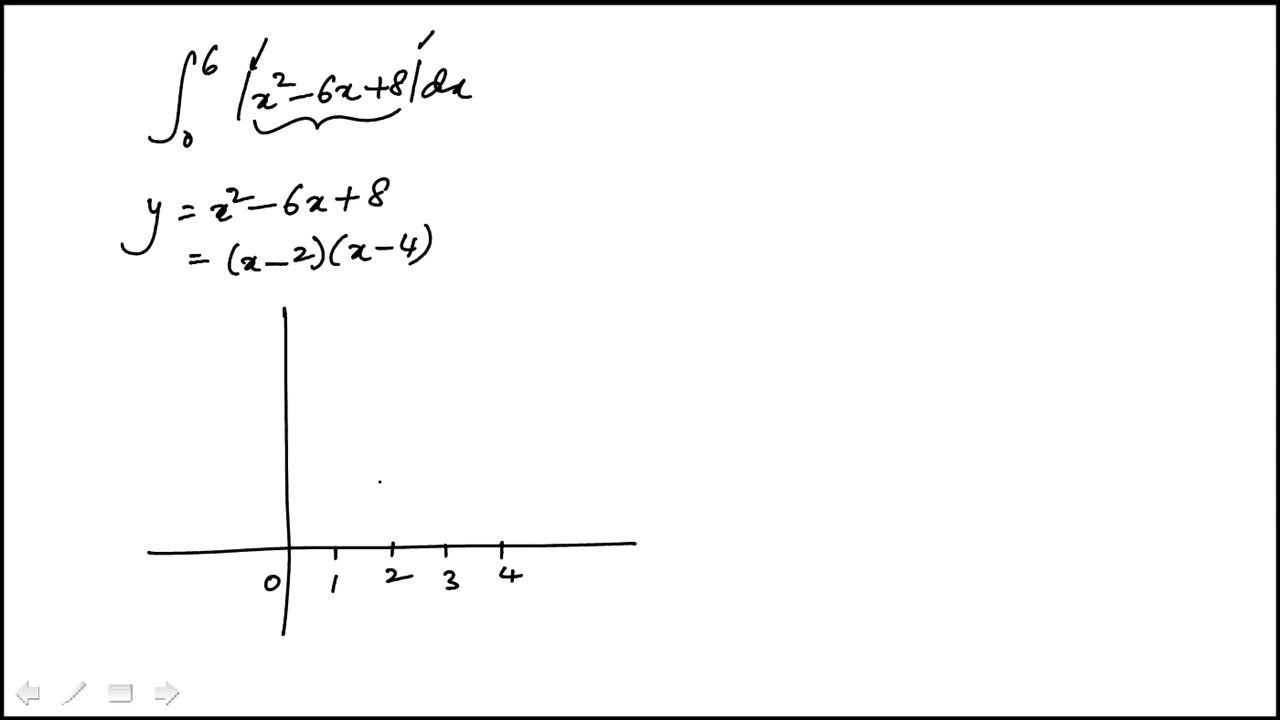 ∫₀⁶ |x² − 6x + 8| dx
y = x² − 6x + 8
= (x − 2)(x − 4)
0 1 2 3 4